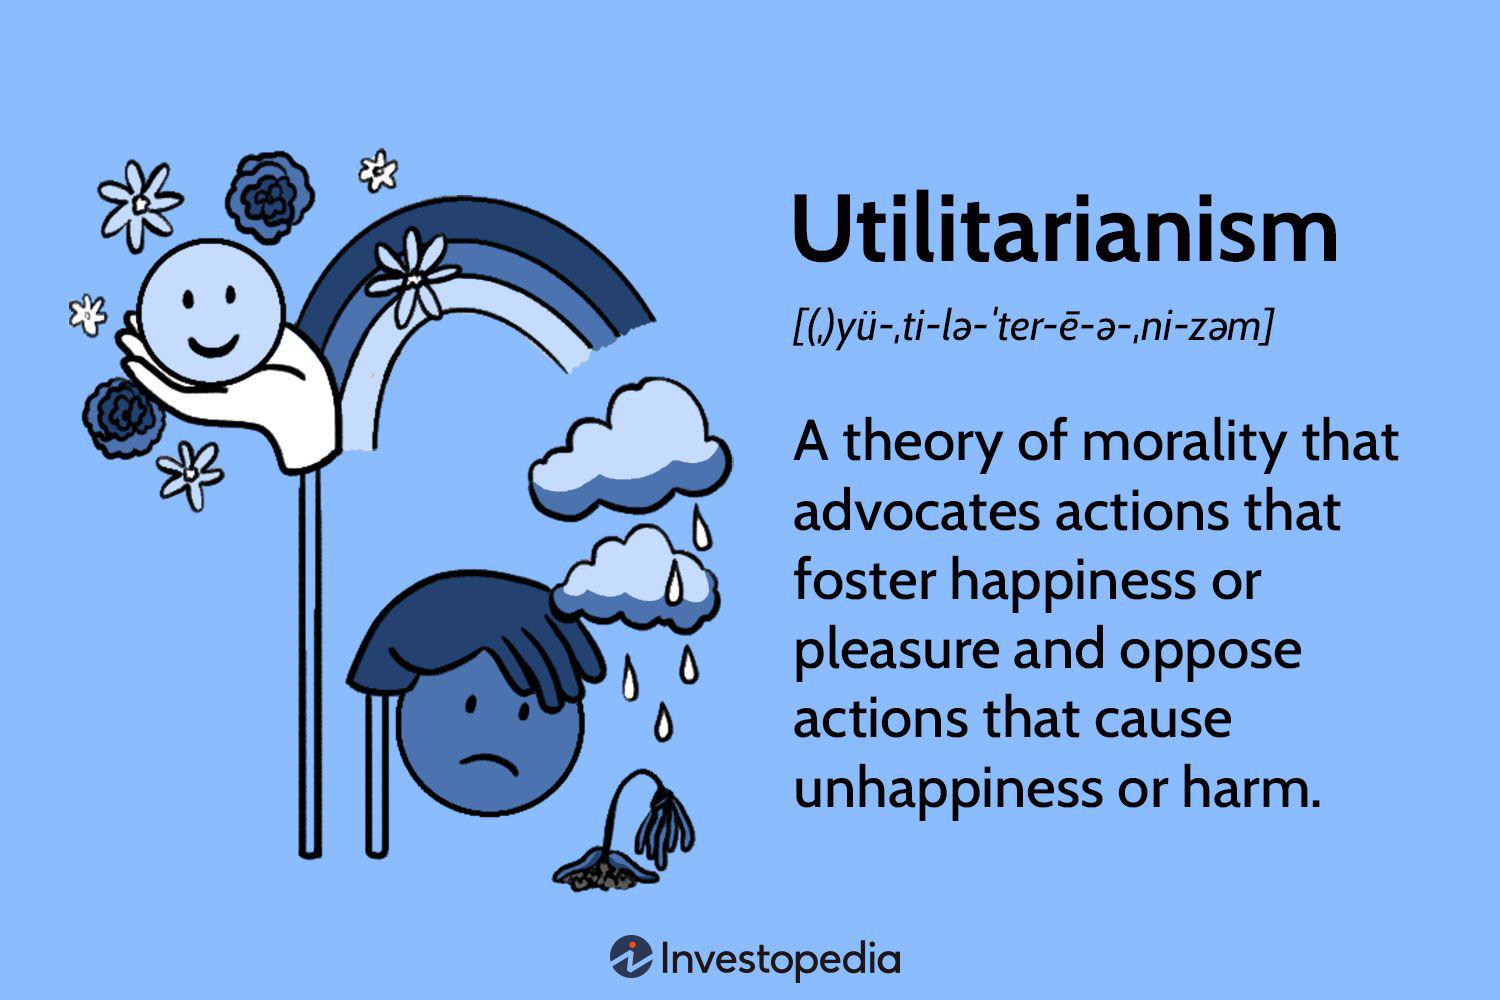 Utilitarianism
[(ˌ)yü-ˌti-lə-ˈter-ē-ə-ˌni-zəm]
A theory of morality that
advocates actions that
foster happiness or
pleasure and oppose
actions that cause
unhappiness or harm.
Investopedia